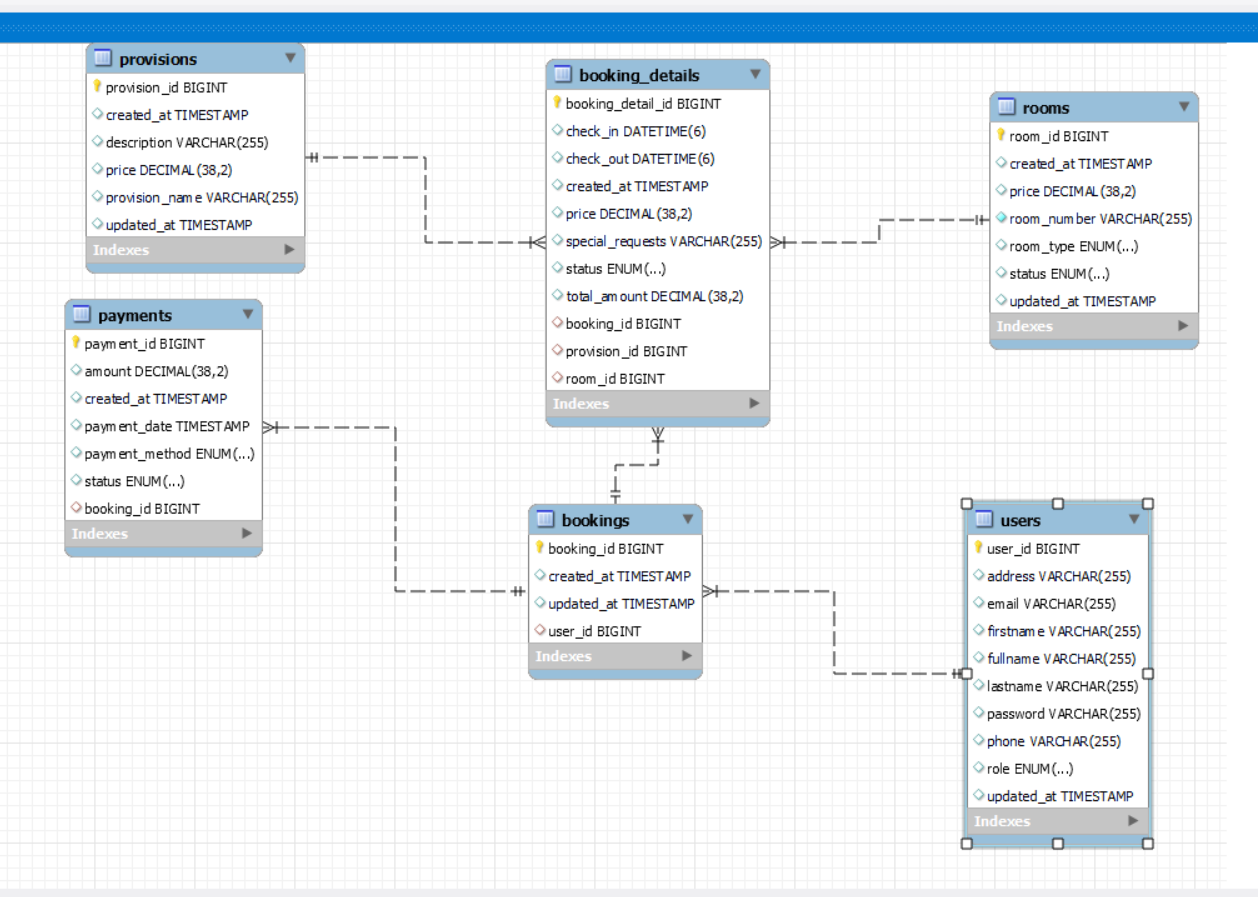 provisions
provision_id BIGINT
created_at TIMESTAMP
description VARCHAR(255)
price DECIMAL(38,2)
provision_name VARCHAR(255)
updated_at TIMESTAMP
Indexes
booking_details
booking_detail_id BIGINT
check_in DATETIME(6)
check_out DATETIME(6)
created_at TIMESTAMP
price DECIMAL(38,2)
special_requests VARCHAR(255)
status ENUM(...)
total_amount DECIMAL(38,2)
booking_id BIGINT
provision_id BIGINT
room_id BIGINT
Indexes
rooms
room_id BIGINT
created_at TIMESTAMP
price DECIMAL(38,2)
room_number VARCHAR(255)
room_type ENUM(...)
status ENUM(...)
updated_at TIMESTAMP
Indexes
payments
payment_id BIGINT
amount DECIMAL(38,2)
created_at TIMESTAMP
payment_date TIMESTAMP
payment_method ENUM(...)
status ENUM(...)
booking_id BIGINT
Indexes
bookings
booking_id BIGINT
created_at TIMESTAMP
updated_at TIMESTAMP
user_id BIGINT
Indexes
users
user_id BIGINT
address VARCHAR(255)
email VARCHAR(255)
firstname VARCHAR(255)
fullname VARCHAR(255)
lastname VARCHAR(255)
password VARCHAR(255)
phone VARCHAR(255)
role ENUM(...)
updated_at TIMESTAMP
Indexes